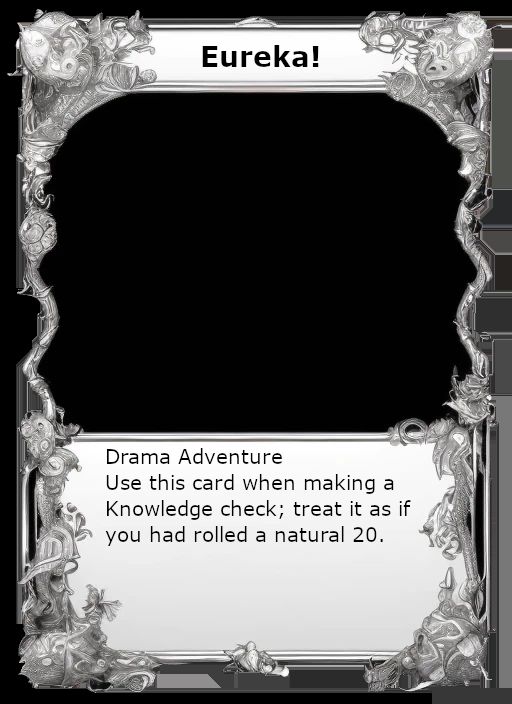 Eureka!
Drama Adventure
Use this card when making a
Knowledge check; treat it as if
you had rolled a natural 20.